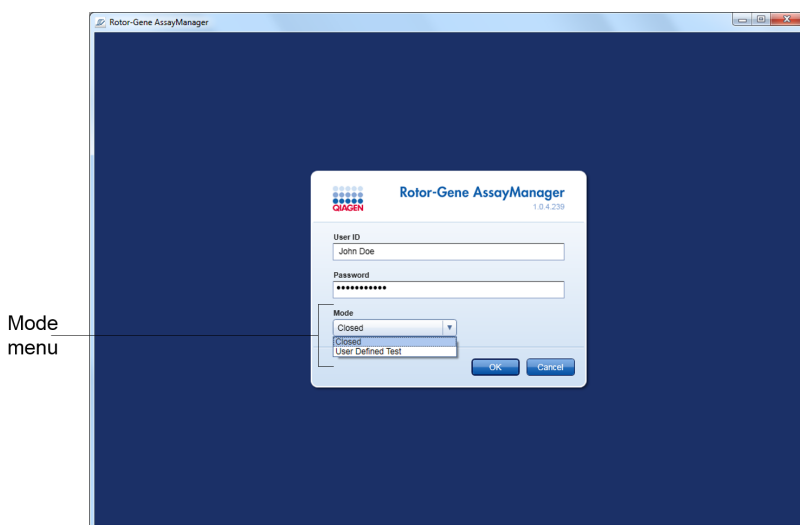 Rotor-Gene AssayManager
QIAGEN
Rotor-Gene AssayManager
1.0.4.239
User ID
John Doe
Password
•••••••••••
Mode
Closed
Closed
User Defined Test
OK Cancel
Mode
menu